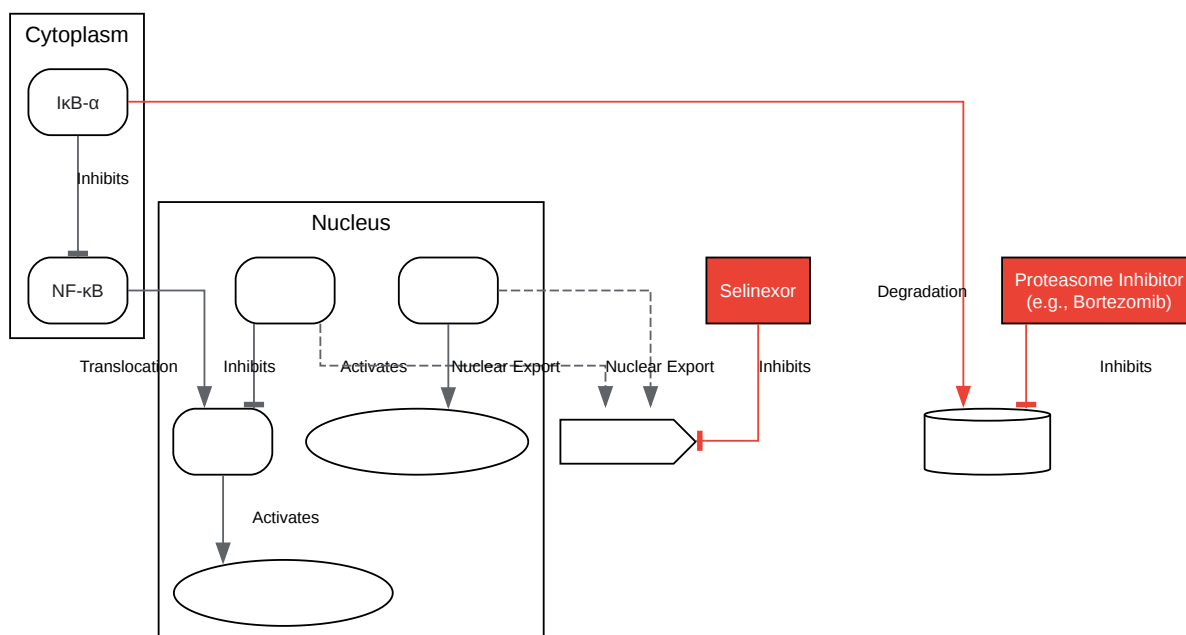 Cytoplasm
IκB-α
Inhibits
Nucleus
NF-κB
Selinexor
Degradation
Proteasome Inhibitor
(e.g., Bortezomib)
Translocation
Inhibits
Activates
Nuclear Export
Nuclear Export
Inhibits
Inhibits
Activates